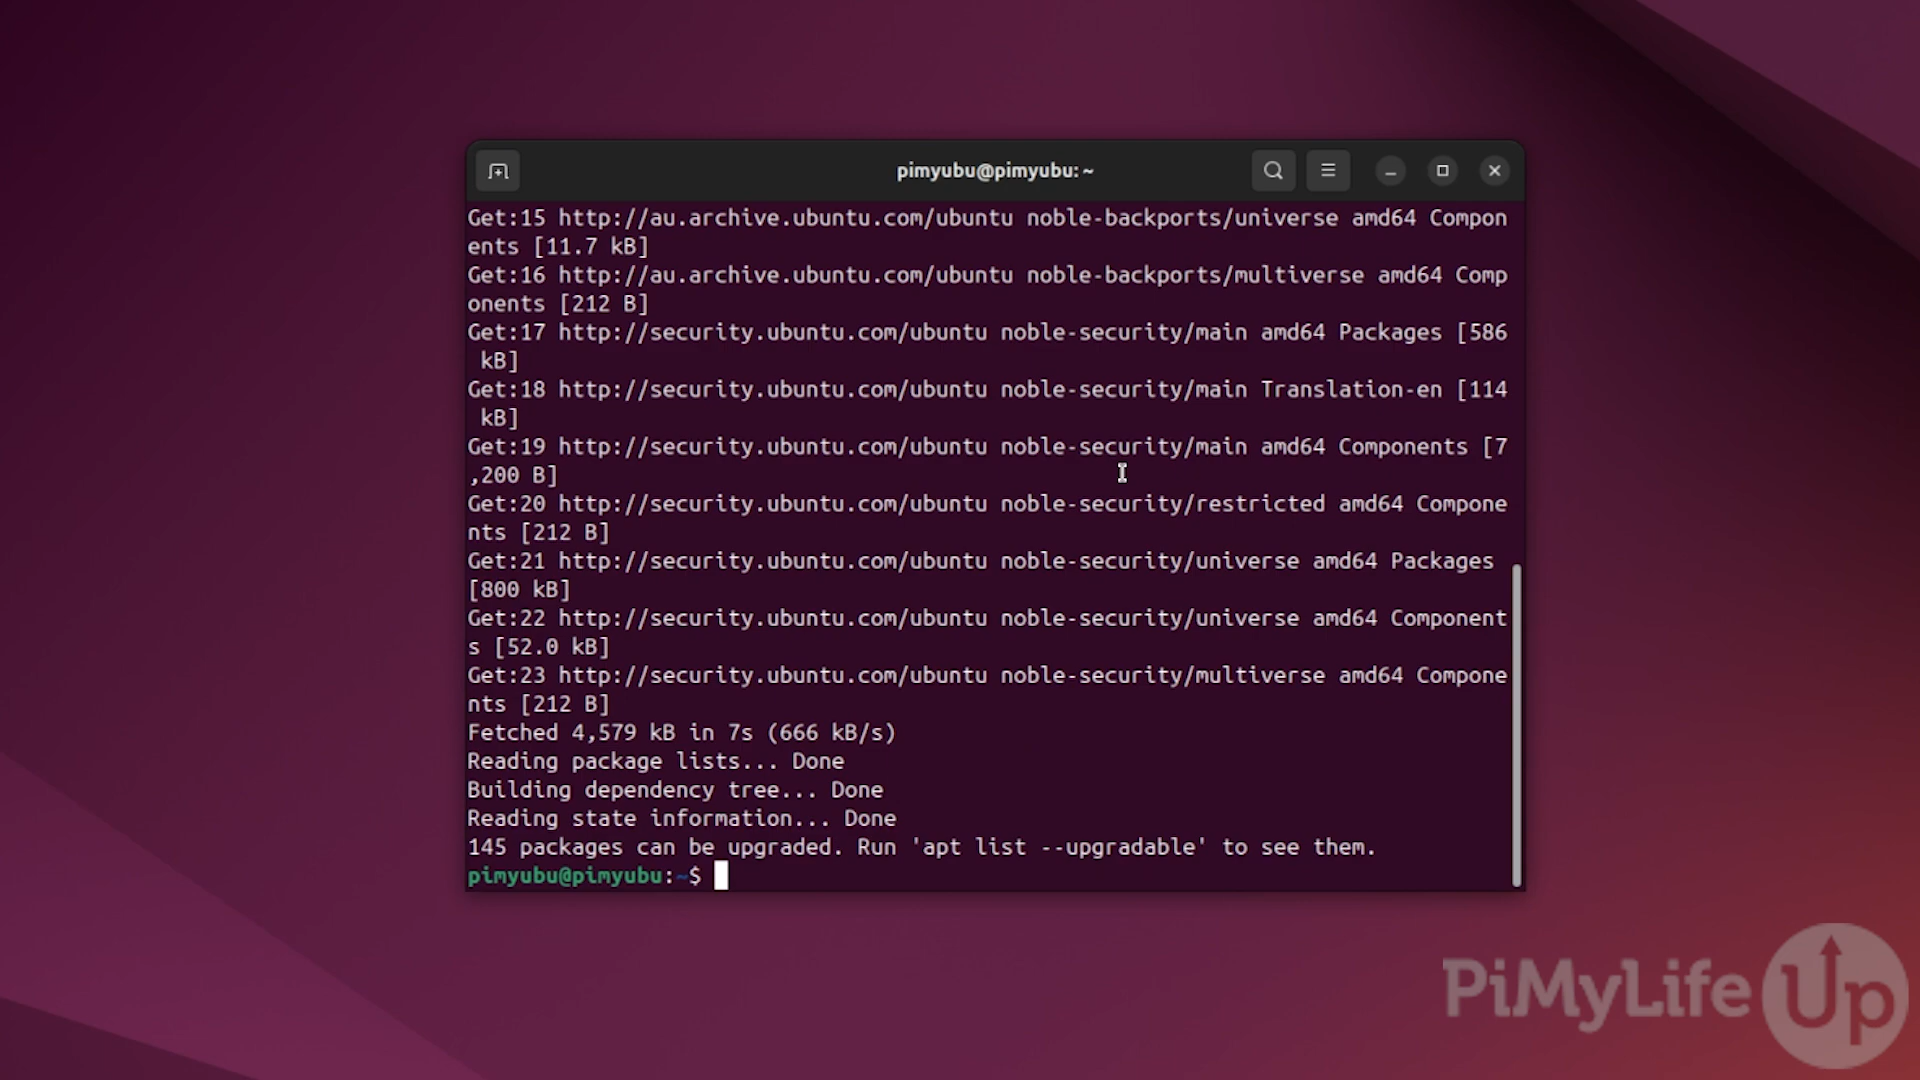 pimyubu@pimyubu: ~
Get:15 http://au.archive.ubuntu.com/ubuntu noble-backports/universe amd64 Compon
ents [11.7 kB]
Get:16 http://au.archive.ubuntu.com/ubuntu noble-backports/multiverse amd64 Comp
onents [212 B]
Get:17 http://security.ubuntu.com/ubuntu noble-security/main amd64 Packages [586
 kB]
Get:18 http://security.ubuntu.com/ubuntu noble-security/main Translation-en [114
 kB]
Get:19 http://security.ubuntu.com/ubuntu noble-security/main amd64 Components [7
,200 B]
Get:20 http://security.ubuntu.com/ubuntu noble-security/restricted amd64 Compone
nts [212 B]
Get:21 http://security.ubuntu.com/ubuntu noble-security/universe amd64 Packages
[800 kB]
Get:22 http://security.ubuntu.com/ubuntu noble-security/universe amd64 Component
s [52.0 kB]
Get:23 http://security.ubuntu.com/ubuntu noble-security/multiverse amd64 Compone
nts [212 B]
Fetched 4,579 kB in 7s (666 kB/s)
Reading package lists... Done
Building dependency tree... Done
Reading state information... Done
145 packages can be upgraded. Run 'apt list --upgradable' to see them.
pimyubu@pimyubu:~$
PiMyLifeUp